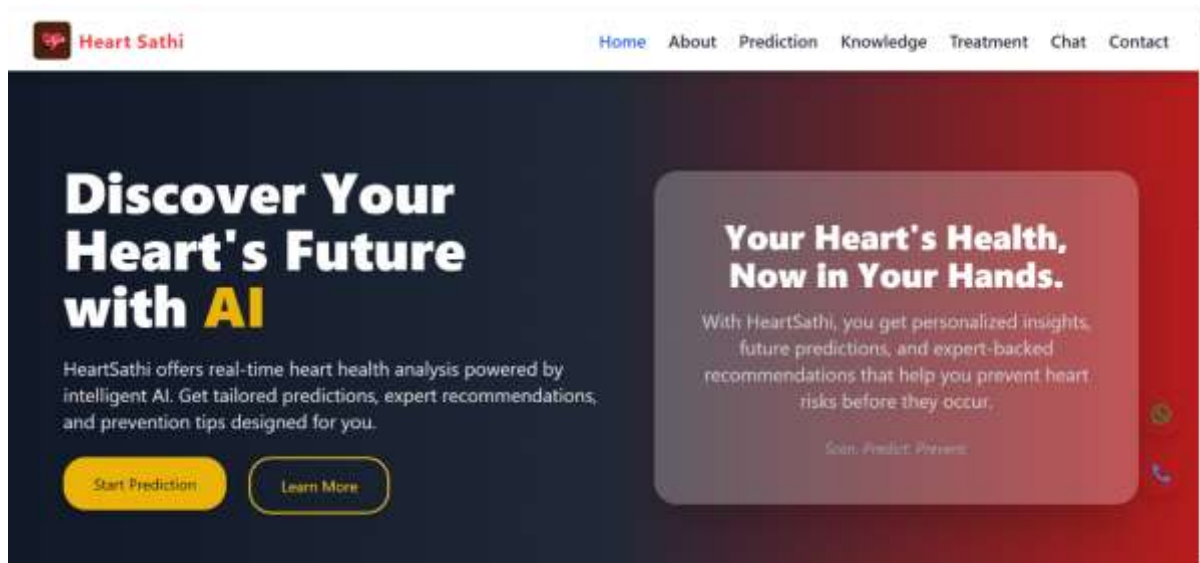 Heart Sathi
Home About Prediction Knowledge Treatment Chat Contact
Discover Your
Heart's Future
with AI
HeartSathi offers real-time heart health analysis powered by
intelligent AI. Get tailored predictions, expert recommendations,
and prevention tips designed for you.
Start Prediction
Learn More
Your Heart's Health,
Now in Your Hands.
With HeartSathi, you get personalized insights,
future predictions, and expert-backed
recommendations that help you prevent heart
risks before they occur.
Scan. Predict. Prevent.